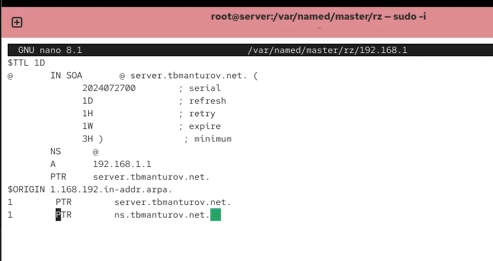 root@server:/var/named/master/rz — sudo -i
GNU nano 8.1 /var/named/master/rz/192.168.1
$TTL 1D
@ IN SOA @ server.tbmanturov.net. (
2024072700 ; serial
1D ; refresh
1H ; retry
1W ; expire
3H ) ; minimum
NS @
A 192.168.1.1
PTR server.tbmanturov.net.
$ORIGIN 1.168.192.in-addr.arpa.
1 PTR server.tbmanturov.net.
1 PTR ns.tbmanturov.net.